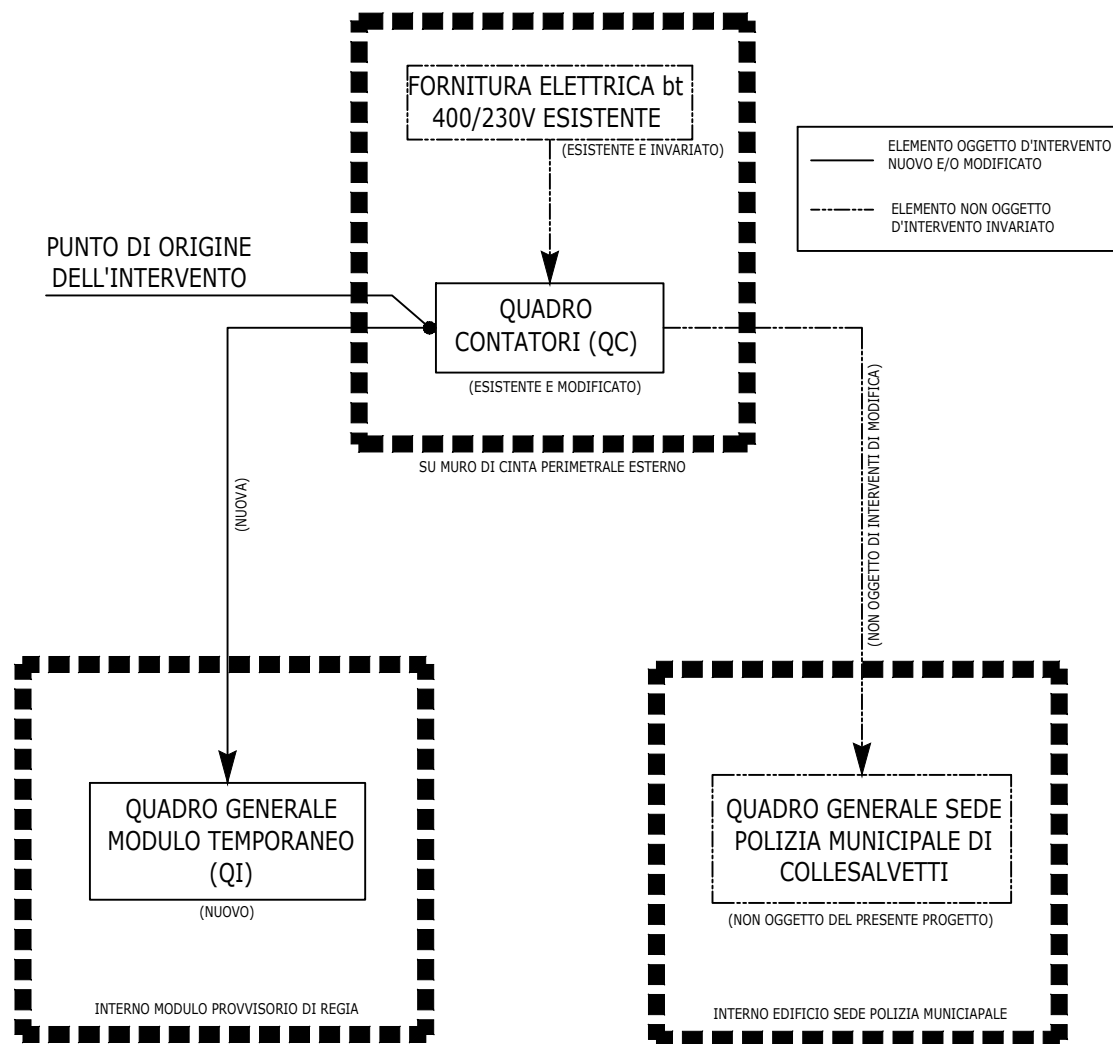 FORNITURA ELETTRICA bt
400/230V ESISTENTE
(ESISTENTE E INVARIATO)
ELEMENTO OGGETTO D'INTERVENTO
NUOVO E/O MODIFICATO
ELEMENTO NON OGGETTO
D'INTERVENTO INVARIATO
PUNTO DI ORIGINE
DELL'INTERVENTO
QUADRO
CONTATORI (QC)
(ESISTENTE E MODIFICATO)
SU MURO DI CINTA PERIMETRALE ESTERNO
(NUOVA)
(NON OGGETTO DI INTERVENTI DI MODIFICA)
QUADRO GENERALE
MODULO TEMPORANEO
(QI)
(NUOVO)
INTERNO MODULO PROVVISORIO DI REGIA
QUADRO GENERALE SEDE
POLIZIA MUNICIPALE DI
COLLESALVETTI
(NON OGGETTO DEL PRESENTE PROGETTO)
INTERNO EDIFICIO SEDE POLIZIA MUNICIAPALE